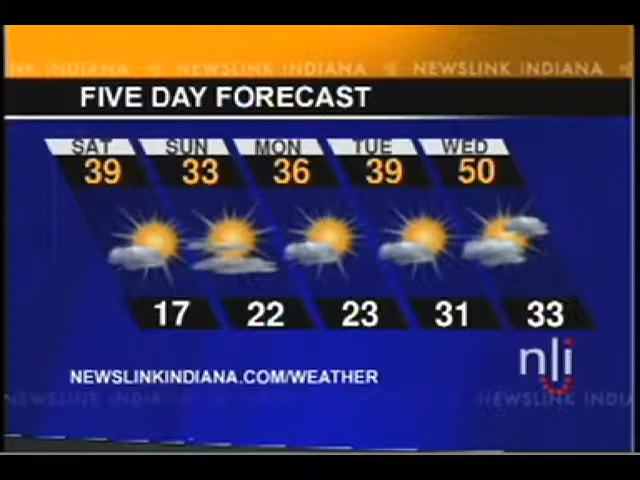 NK INDIANA NEWSLINK INDIANA NEWSLINK INDIANA
FIVE DAY FORECAST
SAT SUN MON TUE WED
39 33 36 39 50
17 22 23 31 33
nli
NEWSLINKINDIANA.COM/WEATHER
NEWSLINK INDIANA NEWSLINK INDIA